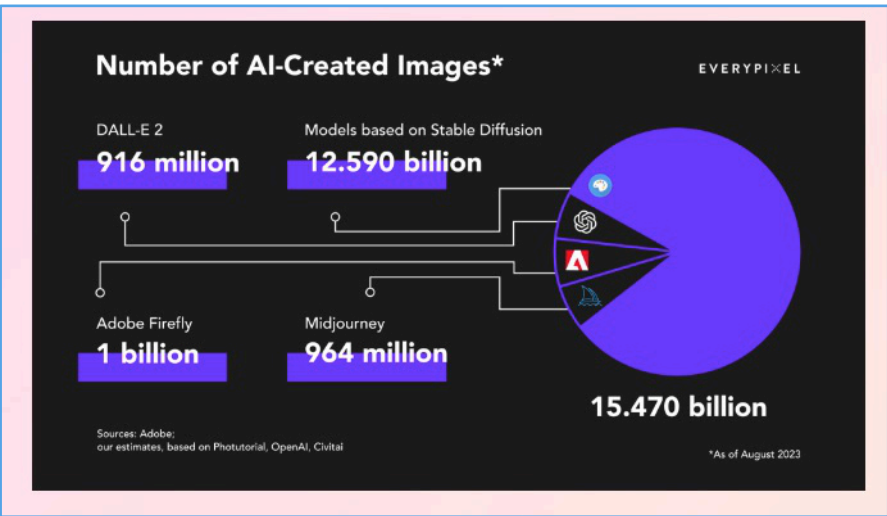 Number of AI-Created Images*
EVERYPIXEL
DALL-E 2
916 million
Models based on Stable Diffusion
12.590 billion
Adobe Firefly
1 billion
Midjourney
964 million
15.470 billion
Sources: Adobe;
our estimates, based on Photutorial, OpenAI, Civitai
*As of August 2023